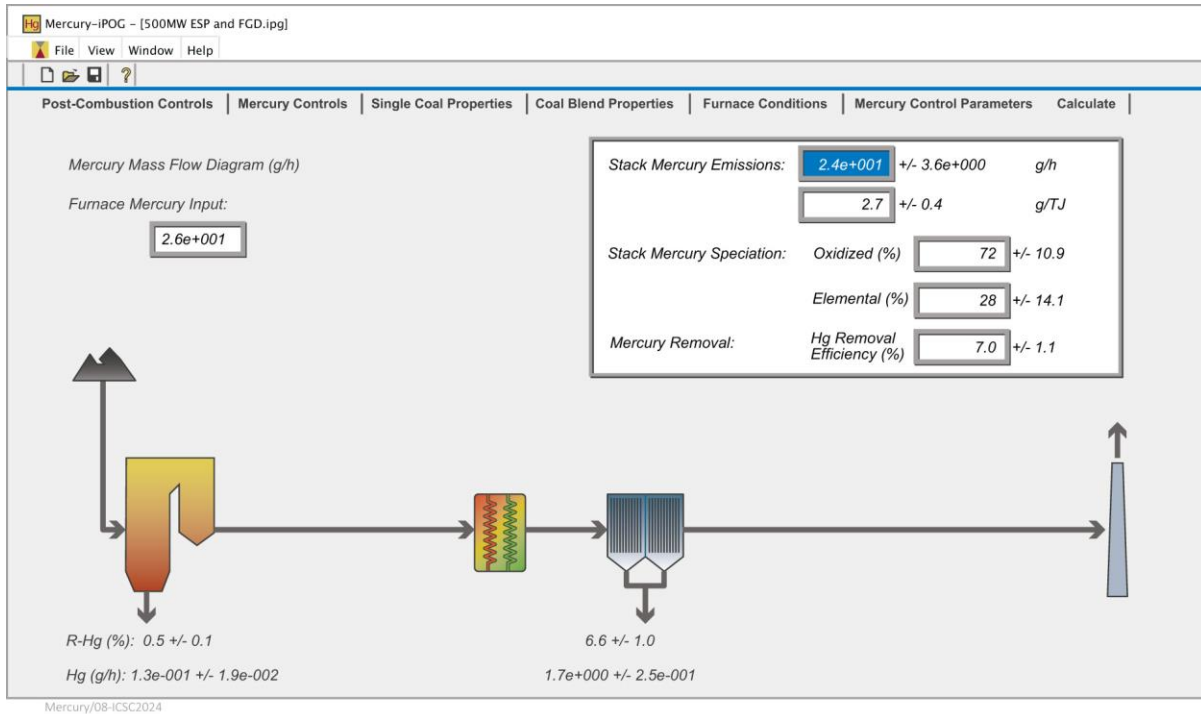 Hg Mercury-iPOG - [500MW ESP and FGD.ipg]
File View Window Help
?
Post-Combustion Controls Mercury Controls Single Coal Properties Coal Blend Properties Furnace Conditions Mercury Control Parameters Calculate
Mercury Mass Flow Diagram (g/h)
Furnace Mercury Input:
2.6e+001
Stack Mercury Emissions: 2.4e+001 +/- 3.6e+000 g/h
2.7 +/- 0.4 g/TJ
Stack Mercury Speciation: Oxidized (%) 72 +/- 10.9
Elemental (%) 28 +/- 14.1
Mercury Removal: Hg Removal
Efficiency (%) 7.0 +/- 1.1
R-Hg (%): 0.5 +/- 0.1 6.6 +/- 1.0
Hg (g/h): 1.3e-001 +/- 1.9e-002 1.7e+000 +/- 2.5e-001
Mercury/08-ICSC2024